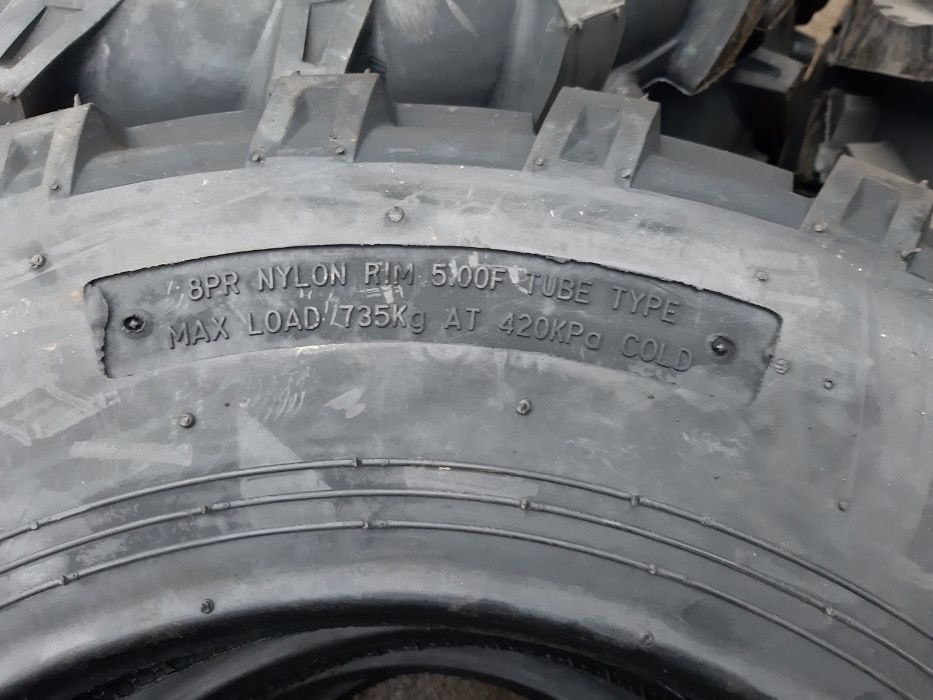 8PR NYLON RIM 5.00F TUBE TYPE
MAX LOAD 735Kg AT 420KPa COLD